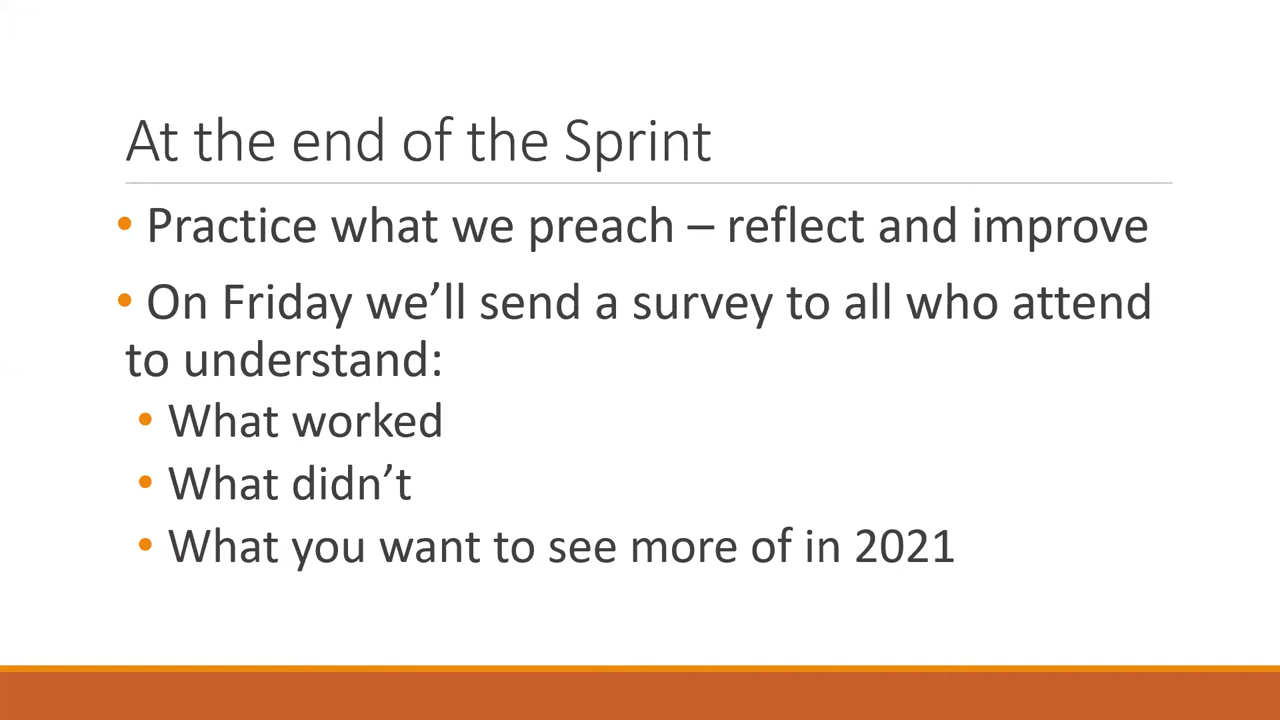 At the end of the Sprint
• Practice what we preach – reflect and improve
• On Friday we’ll send a survey to all who attend
to understand:
• What worked
• What didn’t
• What you want to see more of in 2021